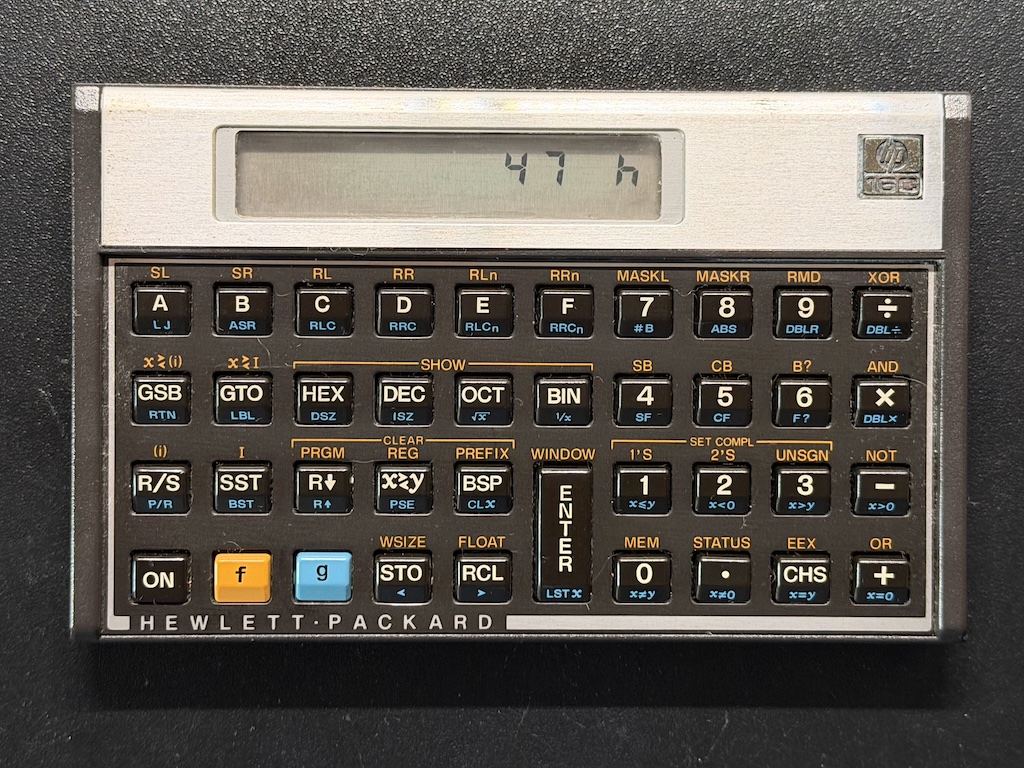 47 h
hp
16C
SL SR RL RR RLn RRn MASKL MASKR RMD XOR
A B C D E F 7 8 9 ÷
LJ ASR RLC RRC RLCn RRCn #B ABS DBLR DBL÷
x≷(i) x≷I SHOW SB CB B? AND
GSB GTO HEX DEC OCT BIN 4 5 6 ×
RTN LBL DSZ ISZ √x 1/x SF CF F? DBL×
CLEAR SET COMPL
(i) I PRGM REG PREFIX WINDOW 1'S 2'S UNSGN NOT
R/S SST R↓ x≷y BSP ENTER 1 2 3 −
P/R BST R↑ PSE CLx x≤y x<0 x>y x>0
WSIZE FLOAT MEM STATUS EEX OR
ON f g STO RCL 0 · CHS +
< > LST x x≠y x≠0 x=y x=0
HEWLETT·PACKARD